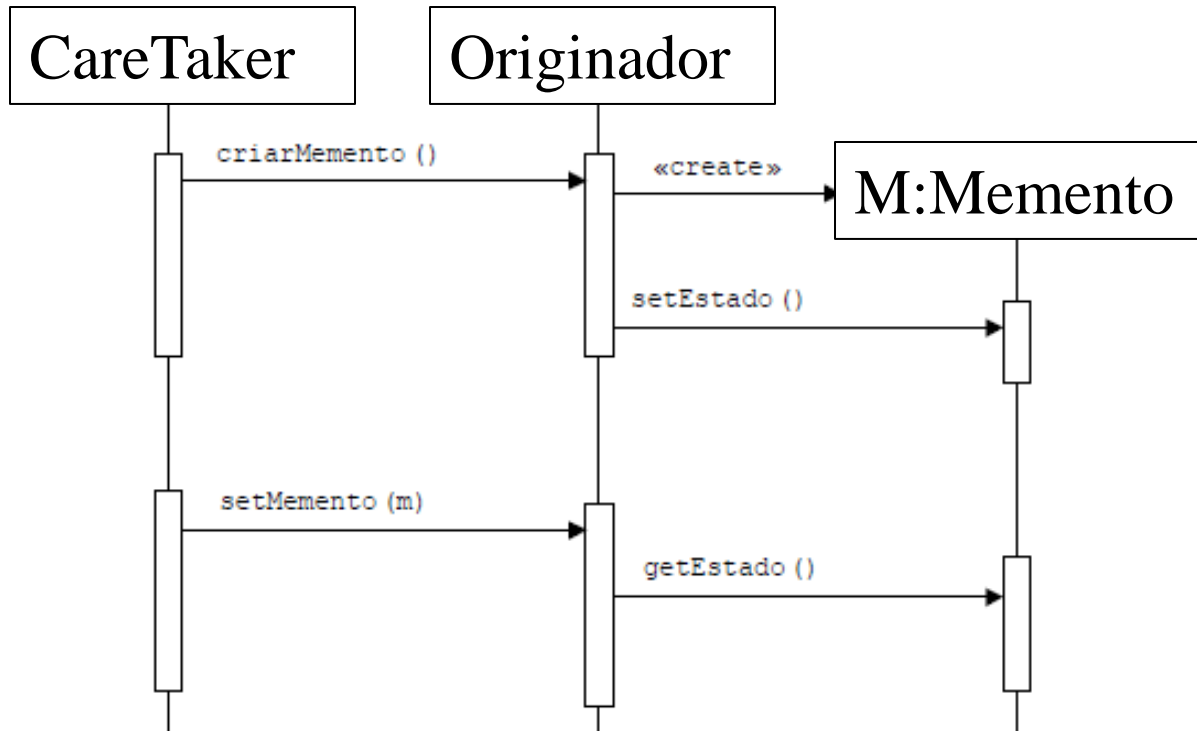 CareTaker
Originador
criarMemento ()
«create»
M:Memento
setEstado ()
setMemento (m)
getEstado ()